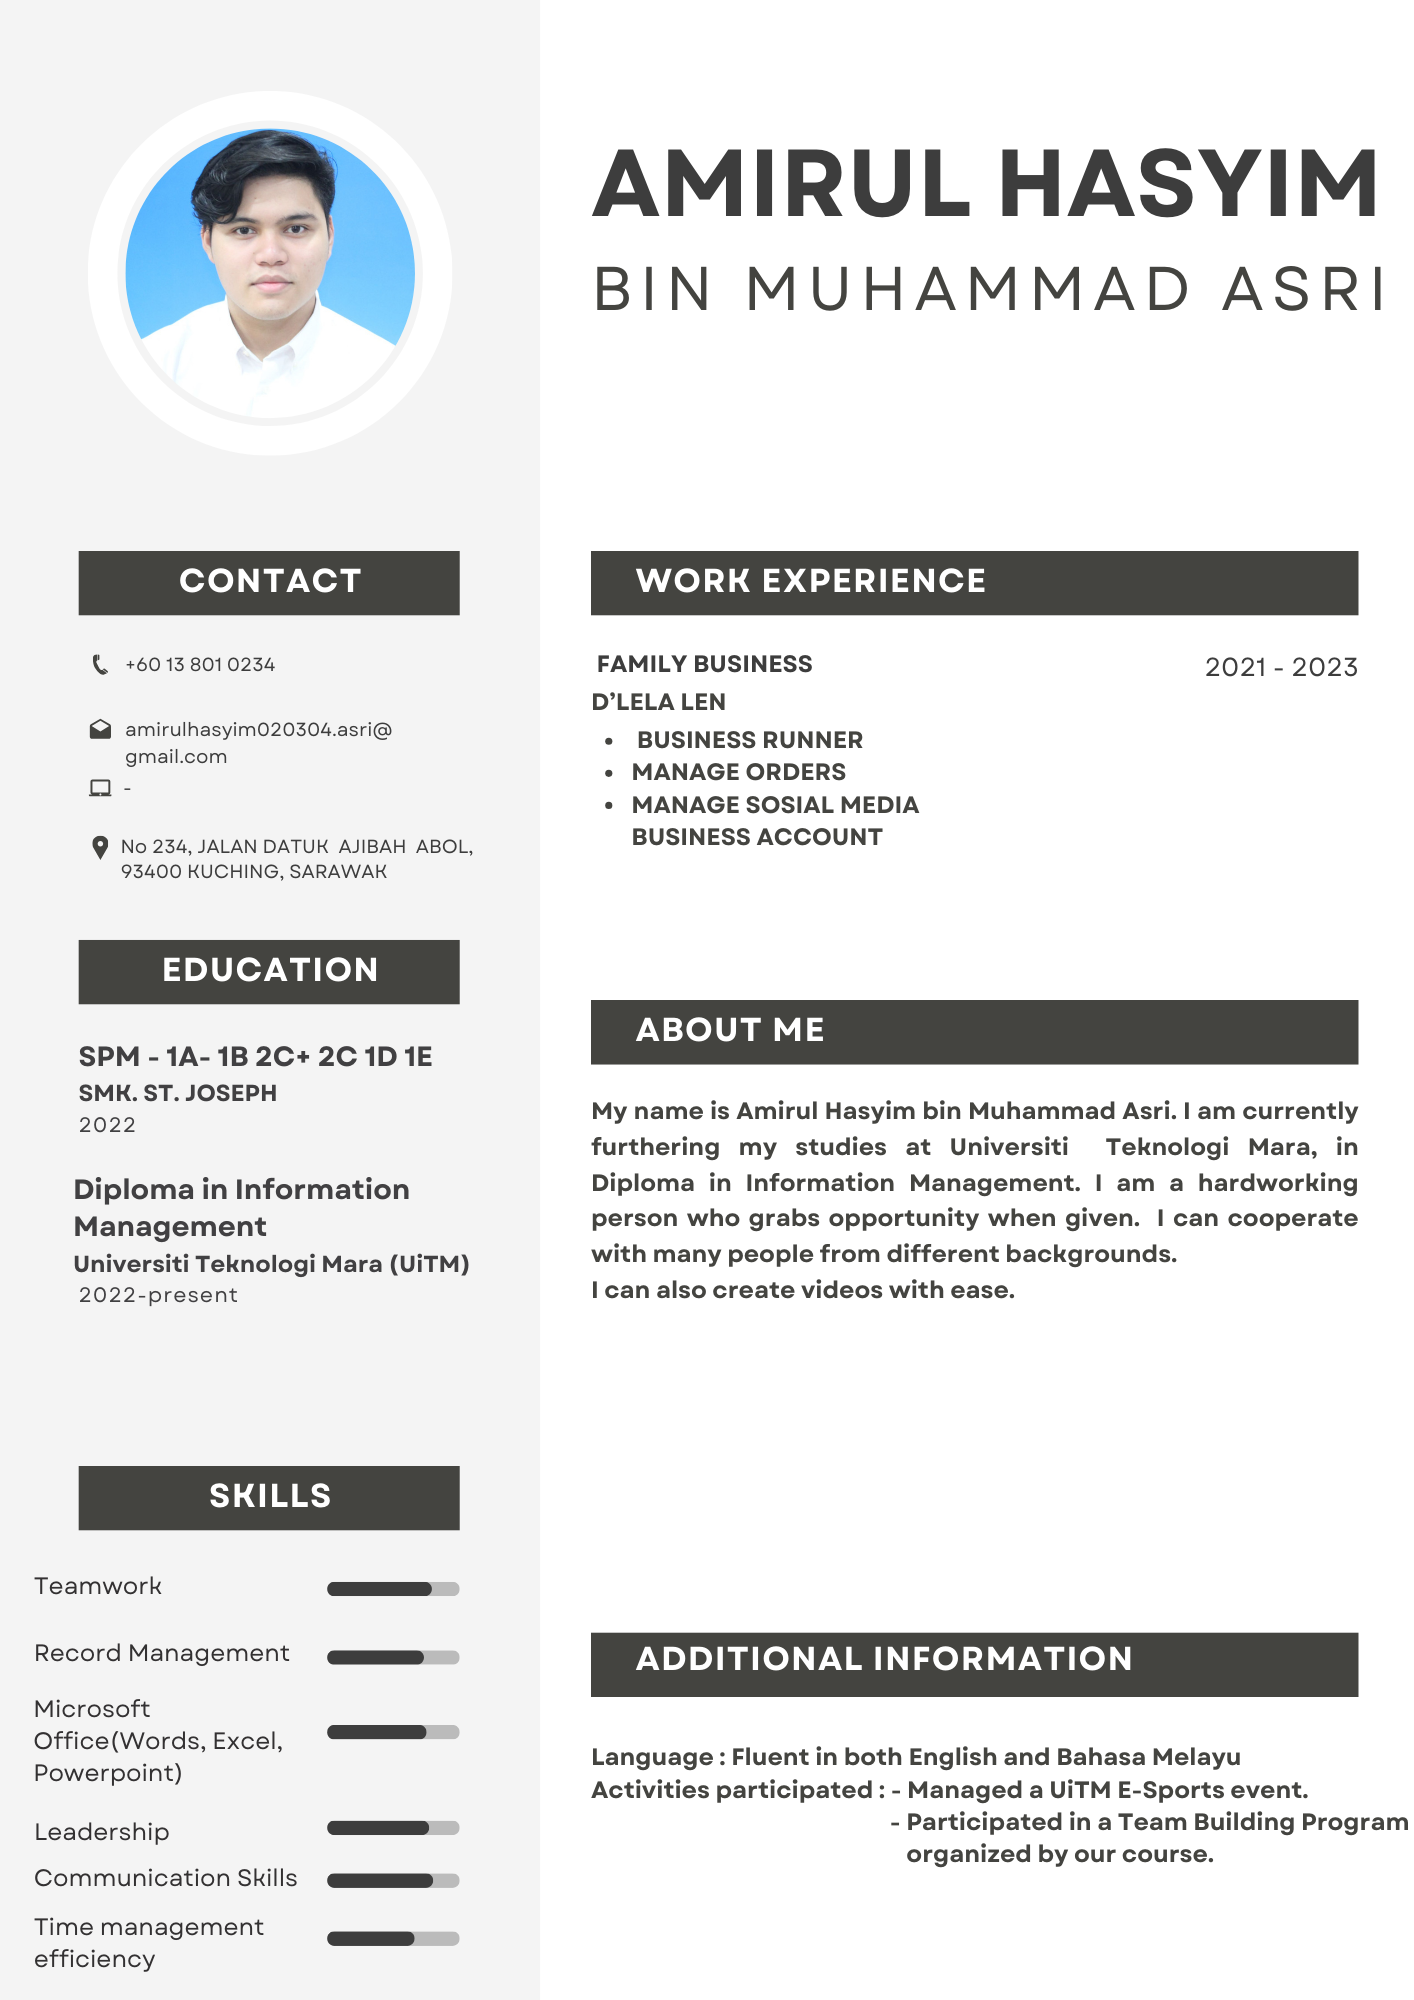 AMIRUL HASYIM
BIN MUHAMMAD ASRI
CONTACT
+60 13 801 0234
amirulhasyim020304.asri@
gmail.com
-
No 234, JALAN DATUK AJIBAH ABOL,
93400 KUCHING, SARAWAK
EDUCATION
SPM - 1A- 1B 2C+ 2C 1D 1E
SMK. ST. JOSEPH
2022
Diploma in Information
Management
Universiti Teknologi Mara (UiTM)
2022-present
SKILLS
Teamwork
Record Management
Microsoft
Office(Words, Excel,
Powerpoint)
Leadership
Communication Skills
Time management
efficiency
WORK EXPERIENCE
FAMILY BUSINESS
2021 - 2023
D’LELA LEN
• BUSINESS RUNNER
• MANAGE ORDERS
• MANAGE SOSIAL MEDIA
BUSINESS ACCOUNT
ABOUT ME
My name is Amirul Hasyim bin Muhammad Asri. I am currently
furthering my studies at Universiti Teknologi Mara, in
Diploma in Information Management. I am a hardworking
person who grabs opportunity when given. I can cooperate
with many people from different backgrounds.
I can also create videos with ease.
ADDITIONAL INFORMATION
Language : Fluent in both English and Bahasa Melayu
Activities participated : - Managed a UiTM E-Sports event.
- Participated in a Team Building Program
organized by our course.